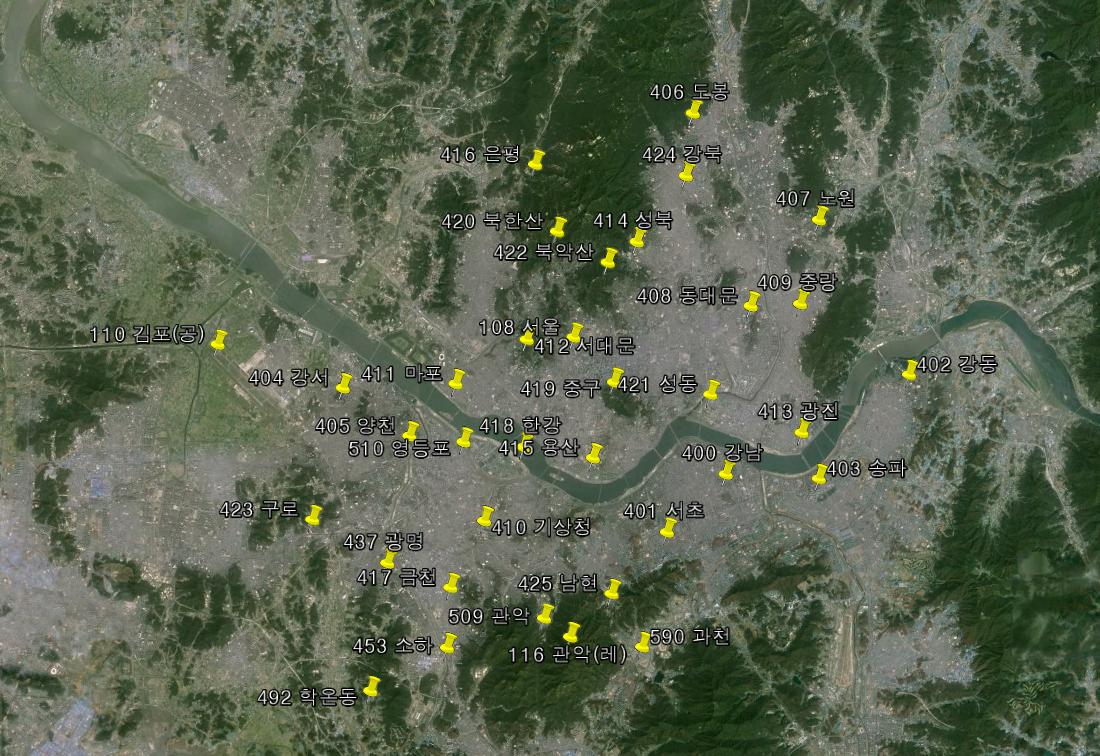 406 도봉
416 은평
424 강북
407 노원
420 북한산
414 성북
422 북악산
409 중랑
408 동대문
110 김포(공)
108 서울
412 서대문
402 강동
404 강서
411 마포
419 중구
421 성동
413 광진
405 양천
418 한강
510 영등포
415 용산
400 강남
403 송파
423 구로
401 서초
410 기상청
437 광명
417 금천
425 남현
509 관악
590 과천
453 소하
116 관악(레)
492 학온동